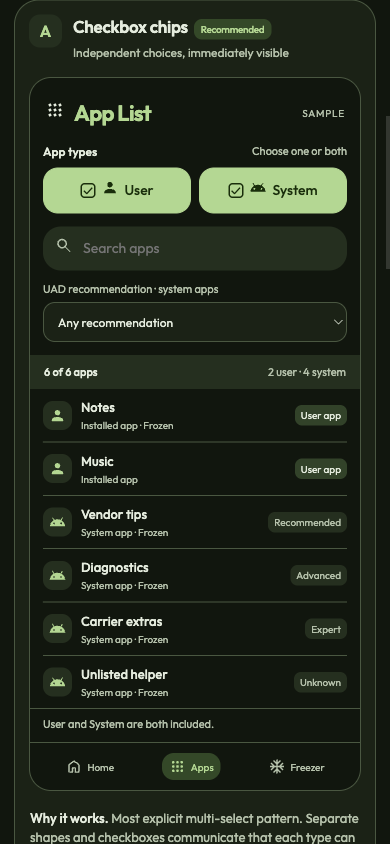 A
Checkbox chips Recommended
Independent choices, immediately visible
App List SAMPLE
App types Choose one or both
User System
Search apps
UAD recommendation · system apps
Any recommendation
6 of 6 apps 2 user · 4 system
Notes
Installed app · Frozen
User app
Music
Installed app
User app
Vendor tips
System app · Frozen
Recommended
Diagnostics
System app · Frozen
Advanced
Carrier extras
System app · Frozen
Expert
Unlisted helper
System app · Frozen
Unknown
User and System are both included.
Home Apps Freezer
Why it works. Most explicit multi-select pattern. Separate
shapes and checkboxes communicate that each type can